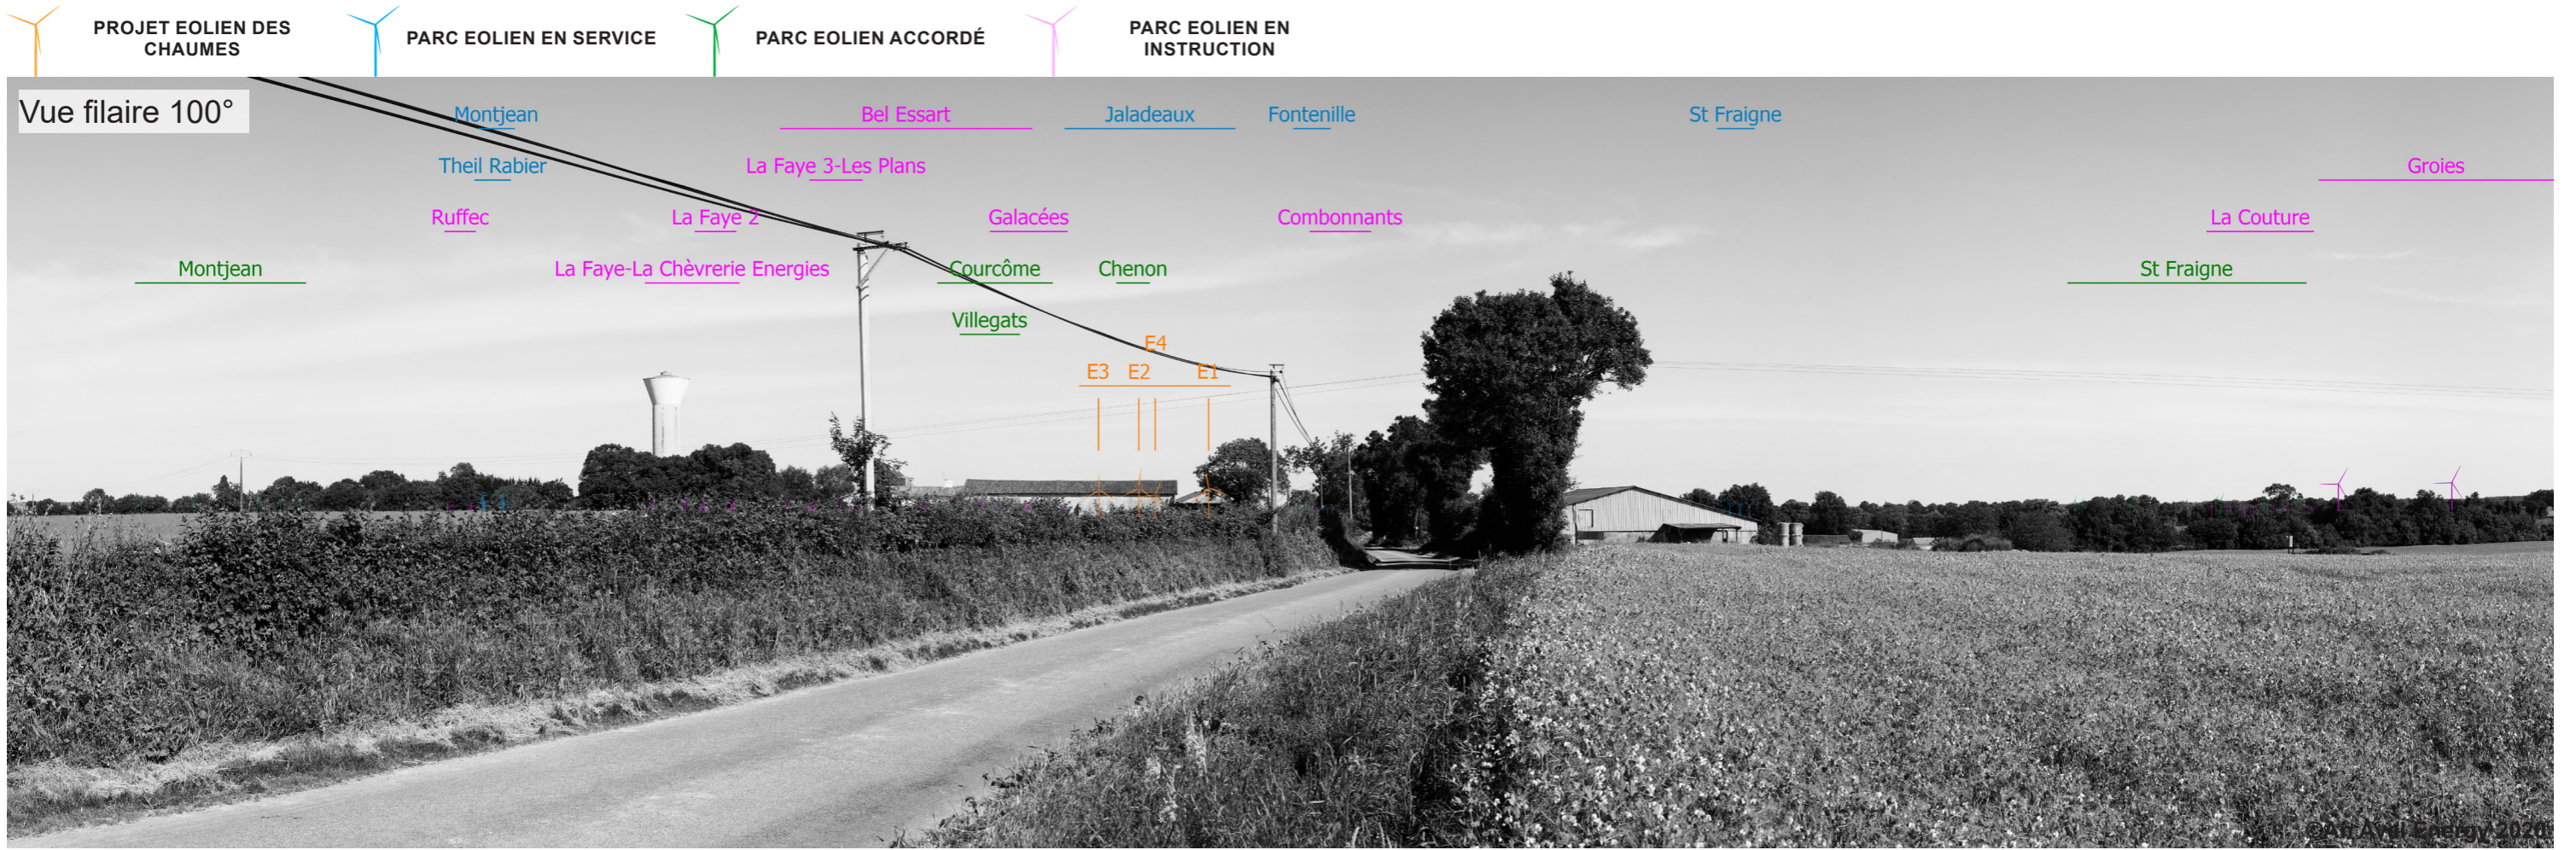 PROJET EOLIEN DES
CHAUMES
PARC EOLIEN EN SERVICE
PARC EOLIEN ACCORDÉ
PARC EOLIEN EN
INSTRUCTION
Vue filaire 100°
Montjean
Bel Essart
Jaladeaux
Fontenille
St Fraigne
Theil Rabier
La Faye 3-Les Plans
Groies
Ruffec
La Faye 2
Galacées
Combonnants
La Couture
Montjean
La Faye-La Chèvrerie Energies
Courcôme
Chenon
St Fraigne
Villegats
E4
E3
E2
E1
Energy 2020